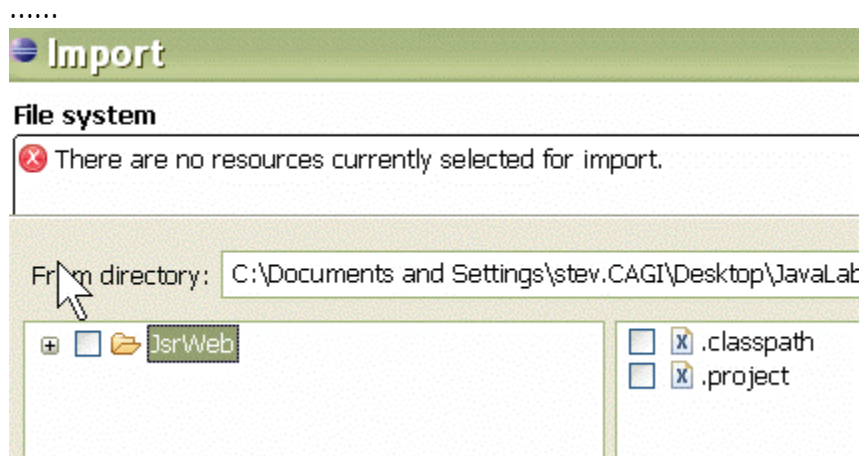 ......
Import
File system
There are no resources currently selected for import.
From directory: C:\Documents and Settings\stev.CAGI\Desktop\JavaLab
JsrWeb
.classpath
.project